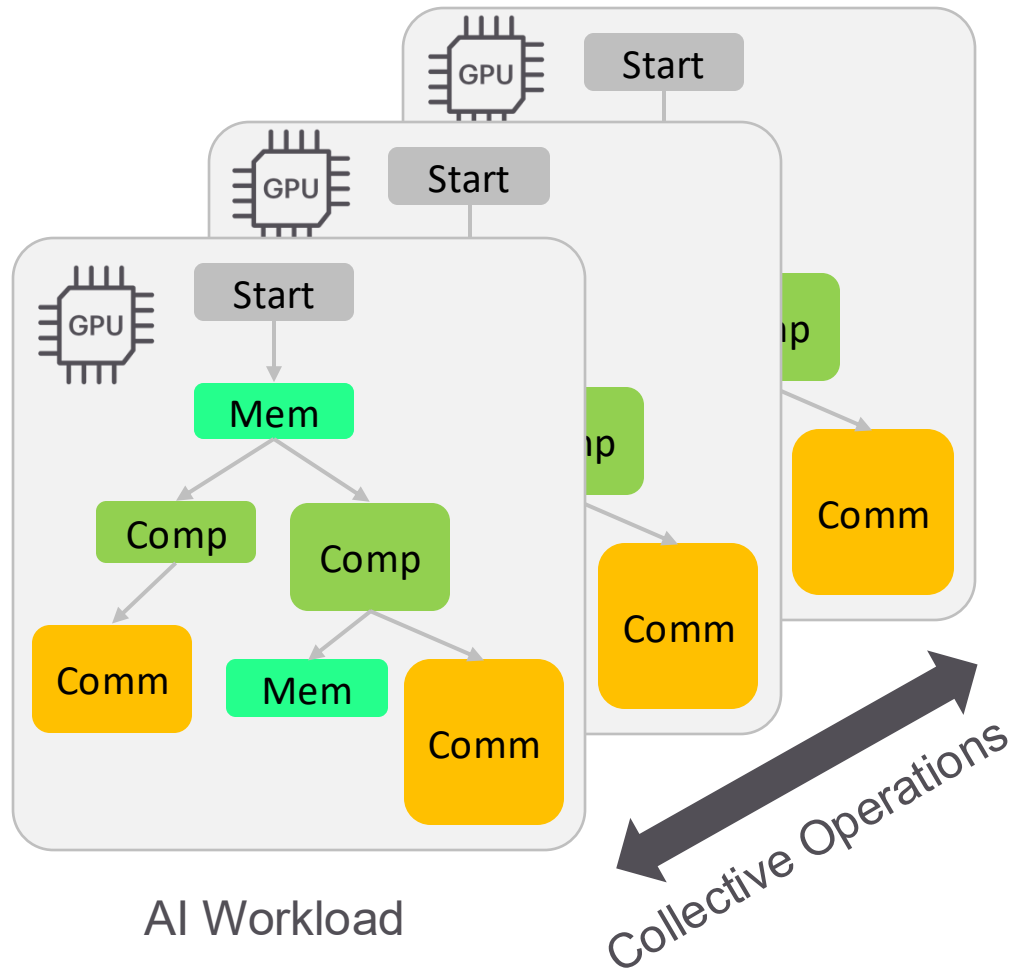 GPU
Start
GPU
Start
GPU
Start
Mem
Comp
Comp
Comm
Mem
Comm
Comm
Comm
AI Workload
Collective Operations